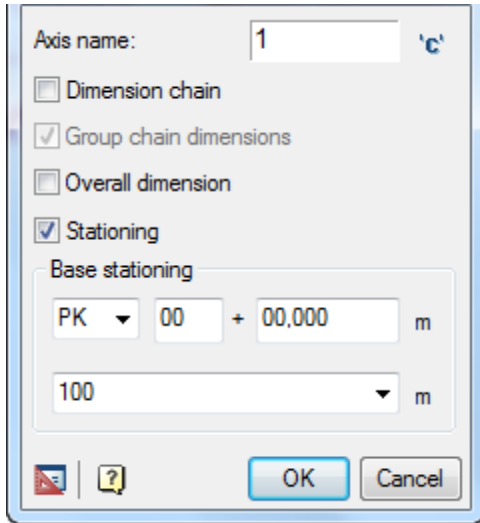 Axis name: 1 'c'
Dimension chain
Group chain dimensions
Overall dimension
Stationing
Base stationing
PK 00 + 00,000 m
100 m
? OK Cancel